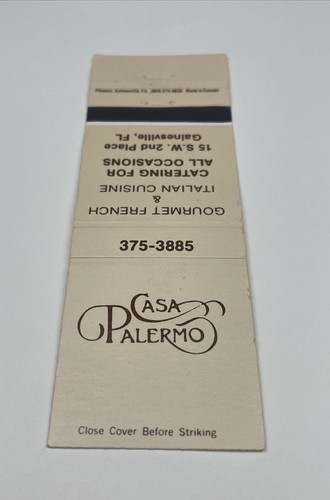 CASA
PALERMO
Close Cover Before Striking
375-3885
GOURMET FRENCH
&
ITALIAN CUISINE
CATERING FOR
ALL OCCASIONS
15 S.W. 2nd Place
Gainesville, FL